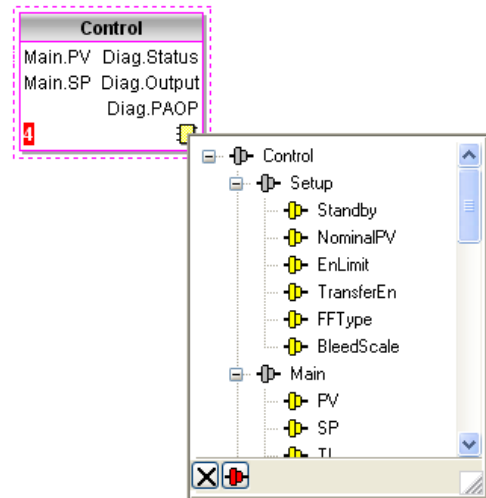 Control
Main.PV Diag.Status
Main.SP Diag.Output
Diag.PAOP
4
Control
Setup
Standby
NominalPV
EnLimit
TransferEn
FFType
BleedScale
Main
PV
SP